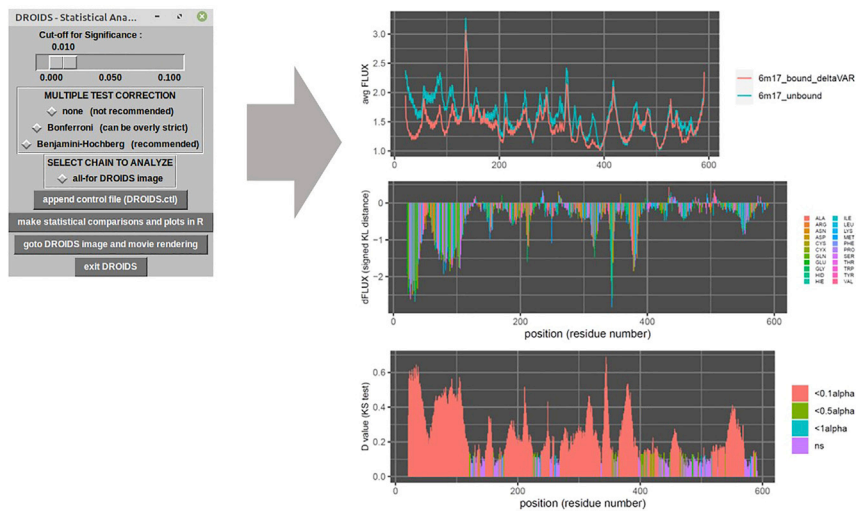 DROIDS - Statistical Ana...
Cut-off for Significance :
0.010
0.000 0.050 0.100
MULTIPLE TEST CORRECTION
none (not recommended)
Bonferroni (can be overly strict)
Benjamini-Hochberg (recommended)
SELECT CHAIN TO ANALYZE
all-for DROIDS image
append control file (DROIDS.ctl)
make statistical comparisons and plots in R
goto DROIDS image and movie rendering
exit DROIDS
avg FLUX
3.0
2.5
2.0
1.5
1.0
0 200 400 600
6m17_bound_deltaVAR
6m17_unbound
dFLUX (signed KL distance)
0
−1
−2
0 200 400 600
position (residue number)
ALA ILE
ARG LEU
ASN LYS
ASP MET
CYS PHE
CYX PRO
GLN SER
GLU THR
GLY TRP
HID TYR
HIE VAL
D value (KS test)
0.6
0.4
0.2
0.0
0 200 400 600
position (residue number)
<0.1alpha
<0.5alpha
<1alpha
ns